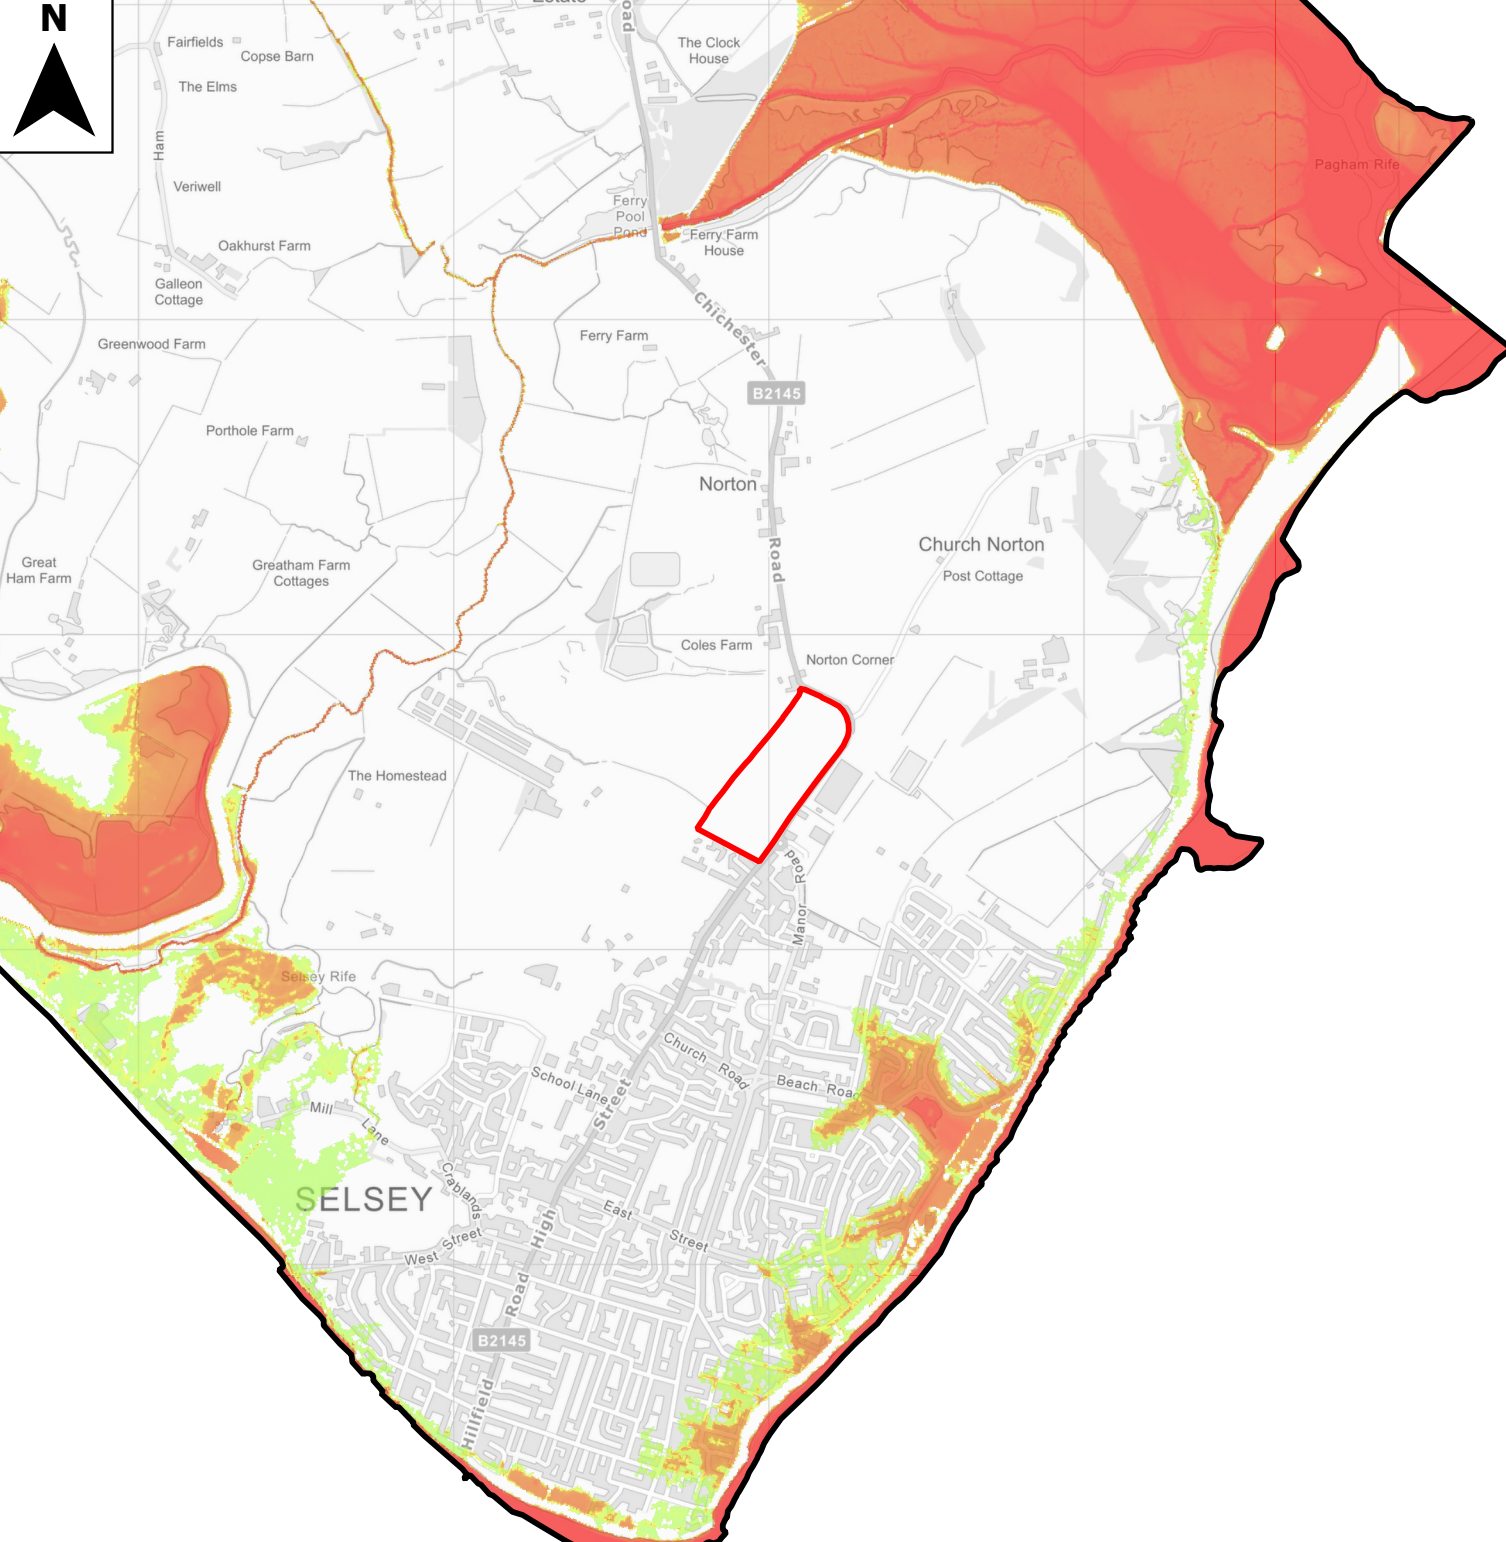 N
Estate
Road
Fairfields
Copse Barn
The Clock
House
The Elms
Ham
Pagham Rife
Veriwell
Ferry
Pool
Pond
Ferry Farm
House
Oakhurst Farm
Galleon
Cottage
Chichester
Ferry Farm
Greenwood Farm
B2145
Porthole Farm
Norton
Road
Church Norton
Post Cottage
Great
Ham Farm
Greatham Farm
Cottages
Coles Farm
Norton Corner
The Homestead
Manor Road
Selsey Rife
Church Road
School Lane
Beach Road
Street
Mill
Lane
Crablands
SELSEY
East
Street
West Street
High
Road
B2145
Hillfield